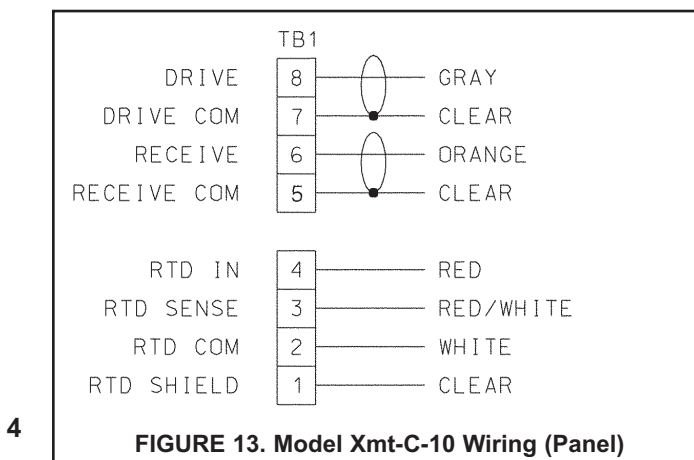 TB1
DRIVE 8 GRAY
DRIVE COM 7 CLEAR
RECEIVE 6 ORANGE
RECEIVE COM 5 CLEAR
RTD IN 4 RED
RTD SENSE 3 RED/WHITE
RTD COM 2 WHITE
RTD SHIELD 1 CLEAR
4
FIGURE 13. Model Xmt-C-10 Wiring (Panel)